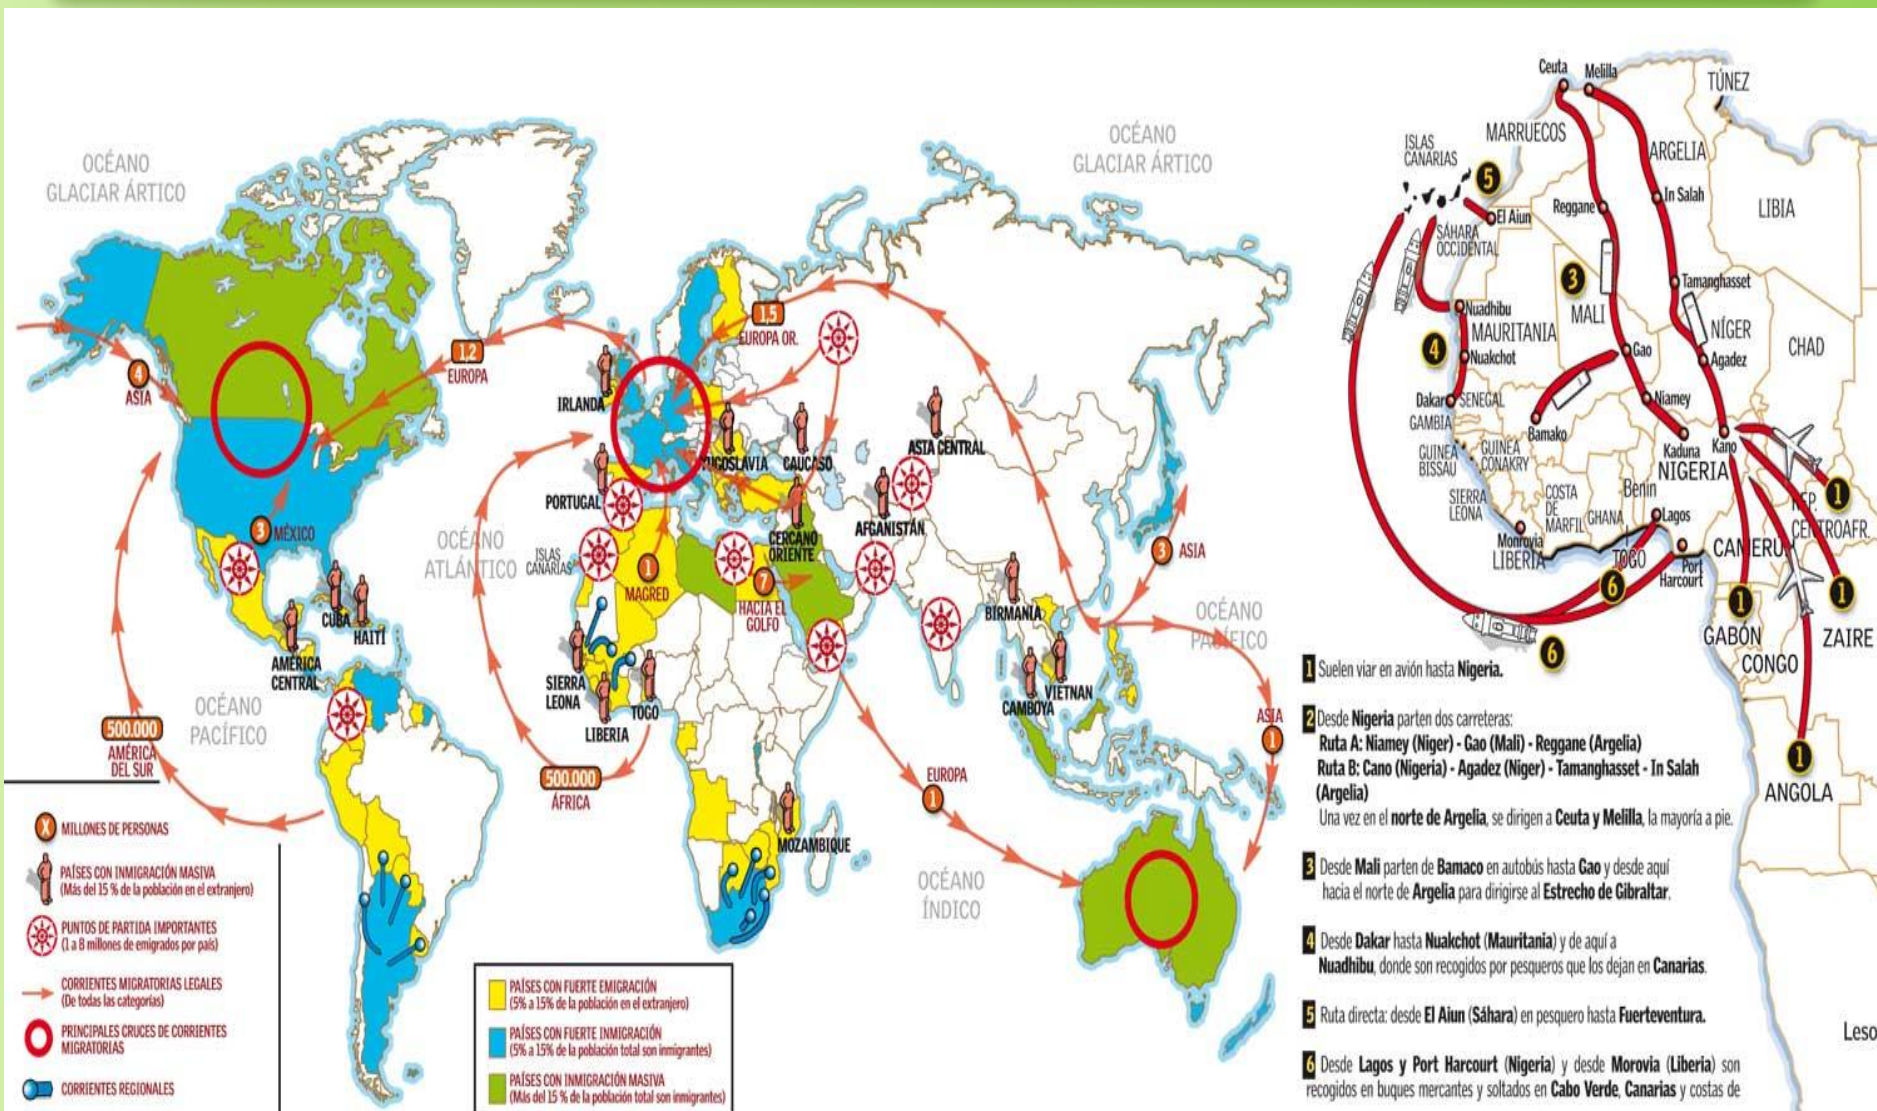 OCÉANO
GLACIAR ÁRTICO
OCÉANO
GLACIAR ÁRTICO
4
ASIA
1,2
EUROPA
1,5
EUROPA OR.
IRLANDA
YUGOSLAVIA
CAUCASO
ASIA CENTRAL
PORTUGAL
AFGANISTÁN
CERCANO
ORIENTE
3
MÉXICO
OCÉANO
ATLÁNTICO
ISLAS
CANARIAS
1
MAGRED
7
HACIA EL
GOLFO
3
ASIA
BIRMANIA
CUBA
HAITÍ
AMÉRICA
CENTRAL
OCÉANO
PACÍFICO
OCÉANO
PACÍFICO
SIERRA
LEONA
LIBERIA
TOGO
CAMBOYA
VIETNAN
500.000
AMÉRICA
DEL SUR
500.000
ÁFRICA
EUROPA
1
ASIA
1
MOZAMBIQUE
OCÉANO
ÍNDICO
X MILLONES DE PERSONAS
PAÍSES CON INMIGRACIÓN MASIVA
(Más del 15 % de la población en el extranjero)
PUNTOS DE PARTIDA IMPORTANTES
(1 a 8 millones de emigrados por país)
CORRIENTES MIGRATORIAS LEGALES
(De todas las categorías)
PRINCIPALES CRUCES DE CORRIENTES
MIGRATORIAS
CORRIENTES REGIONALES
PAÍSES CON FUERTE EMIGRACIÓN
(5% a 15% de la población en el extranjero)
PAÍSES CON FUERTE INMIGRACIÓN
(5% a 15% de la población total son inmigrantes)
PAÍSES CON INMIGRACIÓN MASIVA
(Más del 15 % de la población total son inmigrantes)
Ceuta
Melilla
TÚNEZ
MARRUECOS
ISLAS
CANARIAS
ARGELIA
5
In Salah
Reggane
El Aiun
LIBIA
SÁHARA
OCCIDENTAL
3
Tamanghasset
Nuadhibu
MALI
MAURITANIA
NÍGER
4
Nuakchot
Gao
Agadez
CHAD
Dakar
SENEGAL
GAMBIA
Niamey
Bamako
Kaduna
Kano
GUINEA
BISSAU
GUINEA
CONAKRY
NIGERIA
Benin
SIERRA
LEONA
COSTA
DE
MARFIL
GHANA
Lagos
1
REP.
CENTROAFR.
Monrovia
LIBERIA
TOGO
CAMERU
Port
Harcourt
6
1
1
GABÓN
ZAIRE
6
CONGO
1
ANGOLA
Leso
1 Suelen viar en avión hasta Nigeria.
2 Desde Nigeria parten dos carreteras:
Ruta A: Niamey (Niger) - Gao (Mali) - Reggane (Argelia)
Ruta B: Cano (Nigeria) - Agadez (Niger) - Tamanghasset - In Salah
(Argelia)
Una vez en el norte de Argelia, se dirigen a Ceuta y Melilla, la mayoría a pie.
3 Desde Mali parten de Bamaco en autobús hasta Gao y desde aquí
hacia el norte de Argelia para dirigirse al Estrecho de Gibraltar.
4 Desde Dakar hasta Nuakchot (Mauritania) y de aquí a
Nuadhibu, donde son recogidos por pesqueros que los dejan en Canarias.
5 Ruta directa: desde El Aiun (Sáhara) en pesquero hasta Fuerteventura.
6 Desde Lagos y Port Harcourt (Nigeria) y desde Morovia (Liberia) son
recogidos en buques mercantes y soltados en Cabo Verde, Canarias y costas de